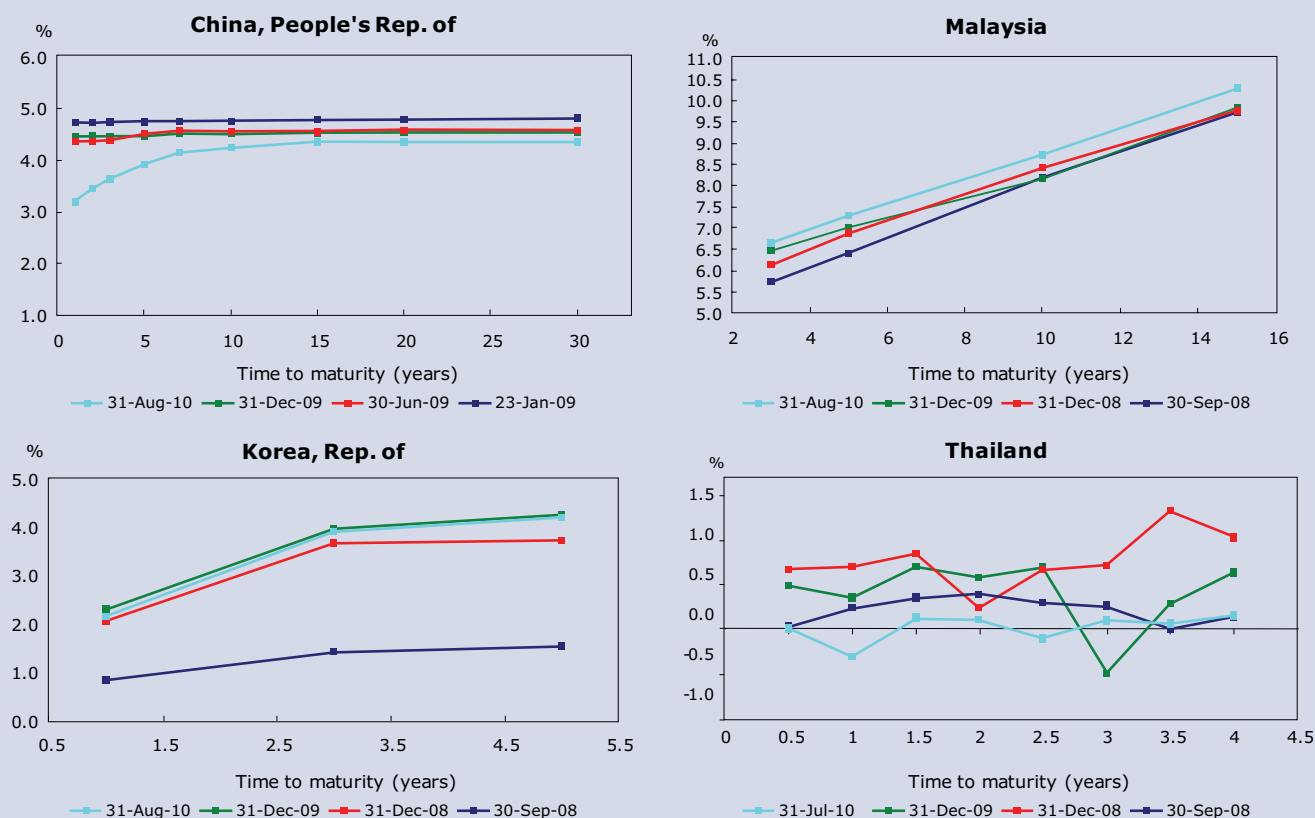 China, People's Rep. of
%
6.0
5.0
4.0
3.0
2.0
1.0
0 5 10 15 20 25 30
Time to maturity (years)
31-Aug-10 31-Dec-09 30-Jun-09 23-Jan-09
Malaysia
%
11.0
10.5
10.0
9.5
9.0
8.5
8.0
7.5
7.0
6.5
6.0
5.5
5.0
2 4 6 8 10 12 14 16
Time to maturity (years)
31-Aug-10 31-Dec-09 31-Dec-08 30-Sep-08
Korea, Rep. of
%
5.0
4.0
3.0
2.0
1.0
0.0
0.5 1.5 2.5 3.5 4.5 5.5
Time to maturity (years)
31-Aug-10 31-Dec-09 31-Dec-08 30-Sep-08
Thailand
%
1.5
1.0
0.5
0.0
-0.5
-1.0
0 0.5 1 1.5 2 2.5 3 3.5 4 4.5
Time to maturity (years)
31-Jul-10 31-Dec-09 31-Dec-08 30-Sep-08